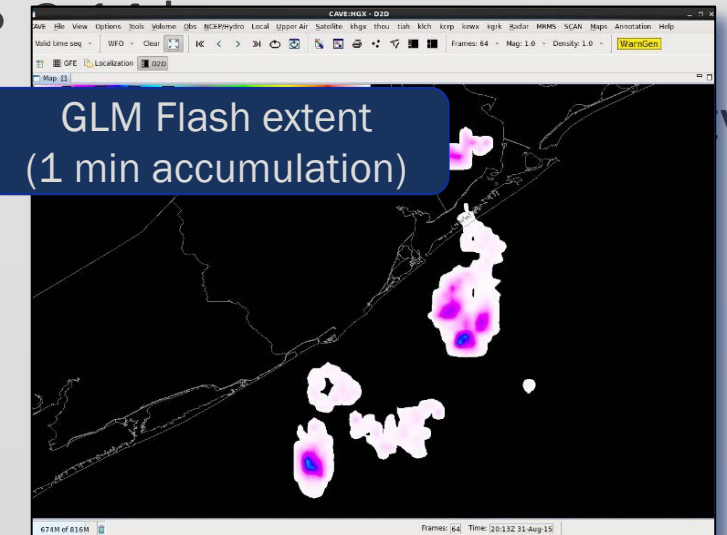 CAVE:HGX - D2D
AVE File View Options Tools Volume Obs NCEP/Hydro Local Upper Air Satellite khgx thou tiah klch kcrp kewx kgrk Radar MRMS SCAN Maps Annotation Help
Valid time seq WFO Clear Frames: 64 Mag: 1.0 Density: 1.0 WarnGen
GFE Localization D2D
Map
GLM Flash extent
(1 min accumulation)
674M of 816M Frames: 64 Time: 20:13Z 31-Aug-15